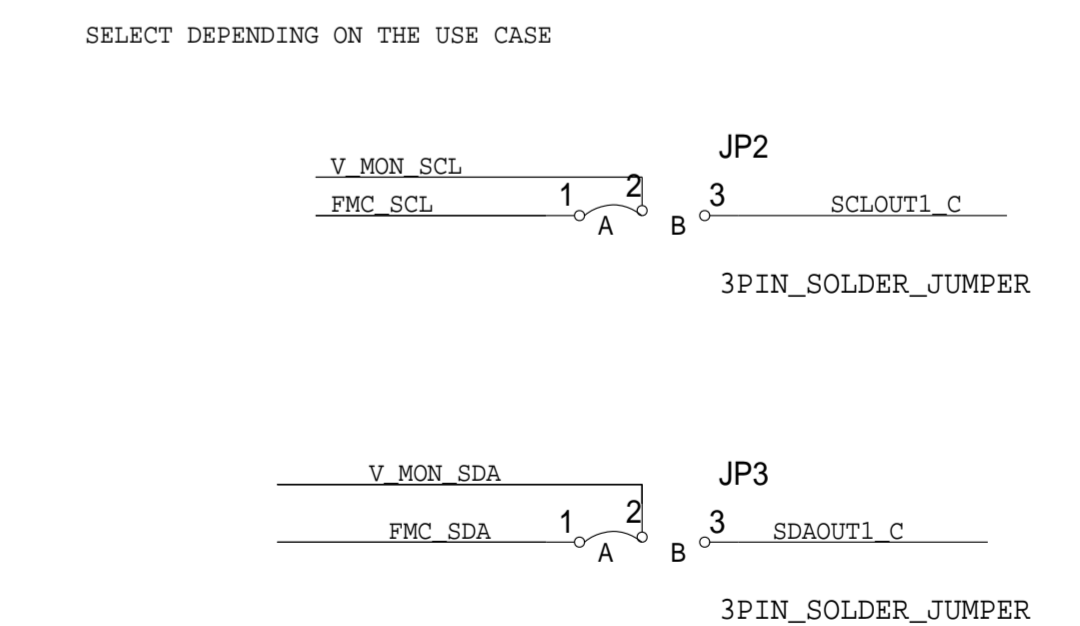 SELECT DEPENDING ON THE USE CASE
JP2
V_MON_SCL
1 2 3
FMC_SCL SCLOUT1_C
A B
3PIN_SOLDER_JUMPER
V_MON_SDA JP3
1 2 3
FMC_SDA SDAOUT1_C
A B
3PIN_SOLDER_JUMPER